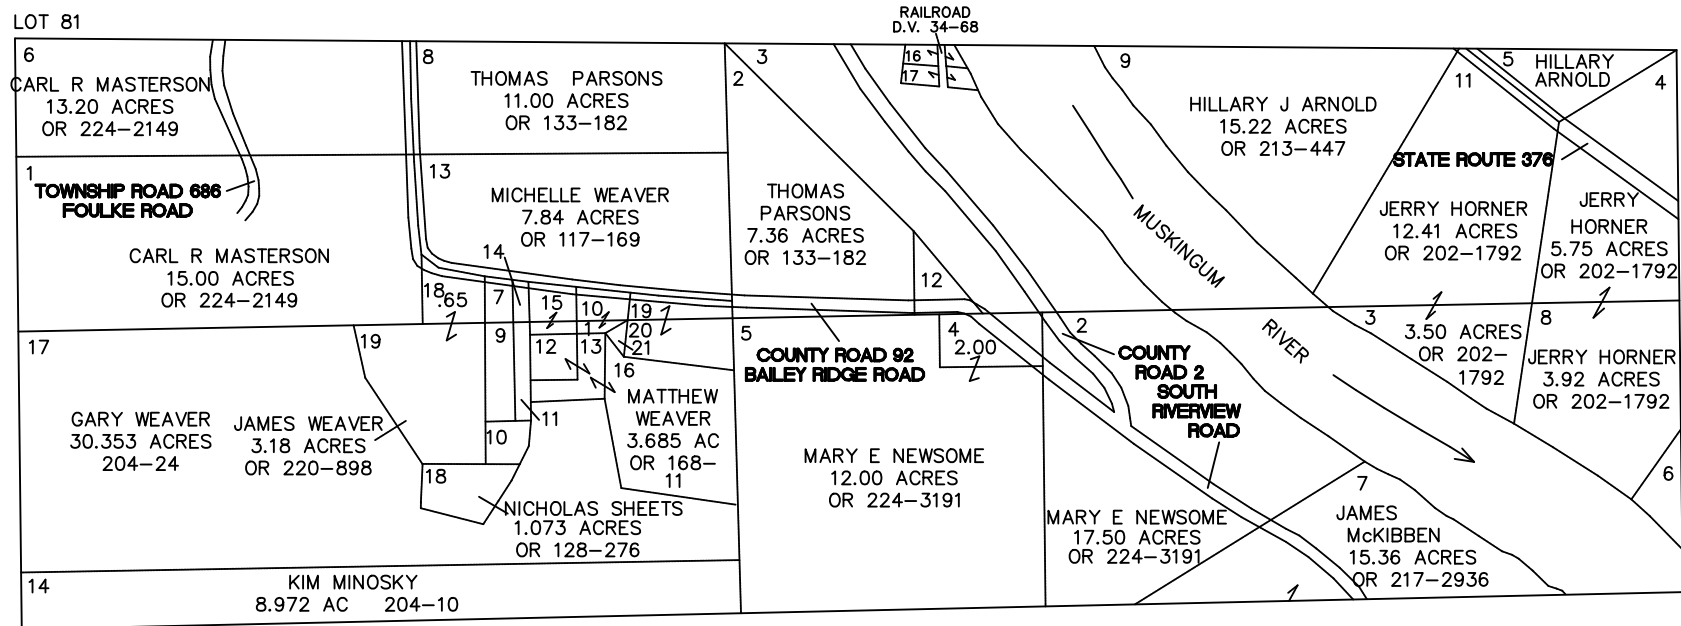 LOT 81
RAILROAD
D.V. 34-68
6
CARL R MASTERSON
13.20 ACRES
OR 224-2149
8
THOMAS PARSONS
11.00 ACRES
OR 133-182
3
2
16
17
9
HILLARY J ARNOLD
15.22 ACRES
OR 213-447
11
5
HILLARY
ARNOLD
4
STATE ROUTE 376
1
TOWNSHIP ROAD 686
FOULKE ROAD
CARL R MASTERSON
15.00 ACRES
OR 224-2149
13
MICHELLE WEAVER
7.84 ACRES
OR 117-169
THOMAS
PARSONS
7.36 ACRES
OR 133-182
12
MUSKINGUM
RIVER
JERRY HORNER
12.41 ACRES
OR 202-1792
JERRY
HORNER
5.75 ACRES
OR 202-1792
14
18
.65
7
15
10
19
17
19
9
12
1
13
20
21
16
5
COUNTY ROAD 92
BAILEY RIDGE ROAD
4
2.00
2
COUNTY
ROAD 2
SOUTH
RIVERVIEW
ROAD
3
3.50 ACRES
OR 202-
1792
8
JERRY HORNER
3.92 ACRES
OR 202-1792
GARY WEAVER
30.353 ACRES
204-24
JAMES WEAVER
3.18 ACRES
OR 220-898
11
10
18
MATTHEW
WEAVER
3.685 AC
OR 168-
11
NICHOLAS SHEETS
1.073 ACRES
OR 128-276
MARY E NEWSOME
12.00 ACRES
OR 224-3191
MARY E NEWSOME
17.50 ACRES
OR 224-3191
7
JAMES
McKIBBEN
15.36 ACRES
OR 217-2936
6
14
KIM MINOSKY
8.972 AC 204-10